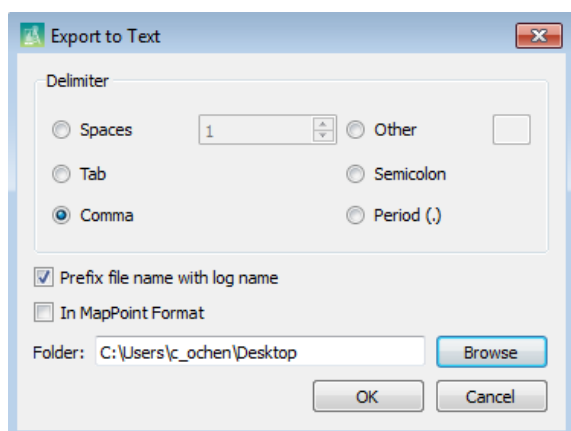 Export to Text
Delimiter
Spaces 1 Other
Tab Semicolon
Comma Period (.)
Prefix file name with log name
In MapPoint Format
Folder: C:\Users\c_ochen\Desktop Browse
OK Cancel